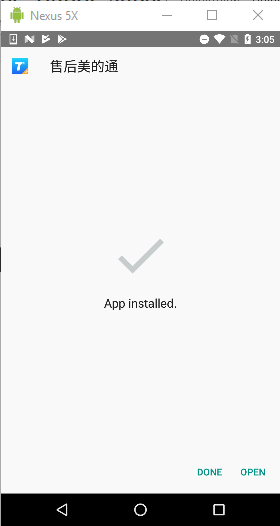 Nexus 5X
3:05
售后美的通
App installed.
DONE OPEN